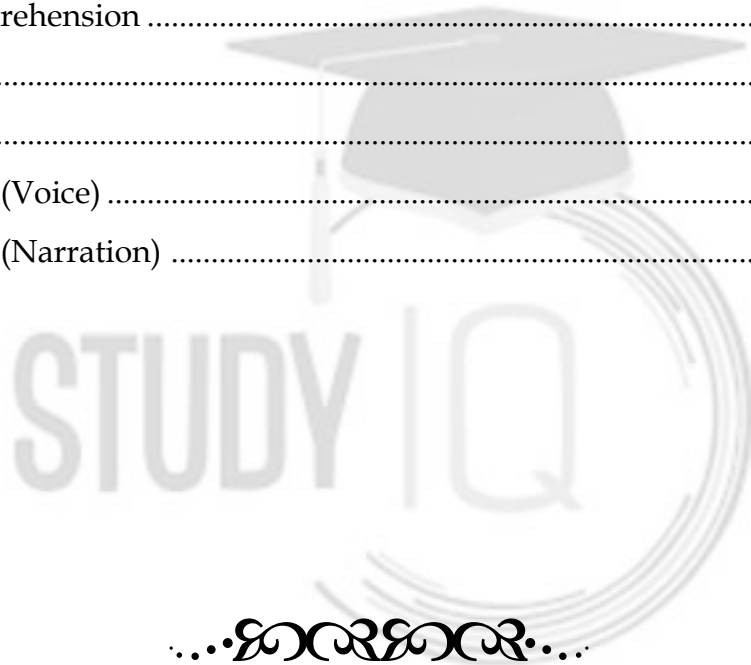 rehension ........................................................................
........................................................................................
........................................................................................
(Voice) ..............................................................................
(Narration) .....................................................................
STUDY IQ